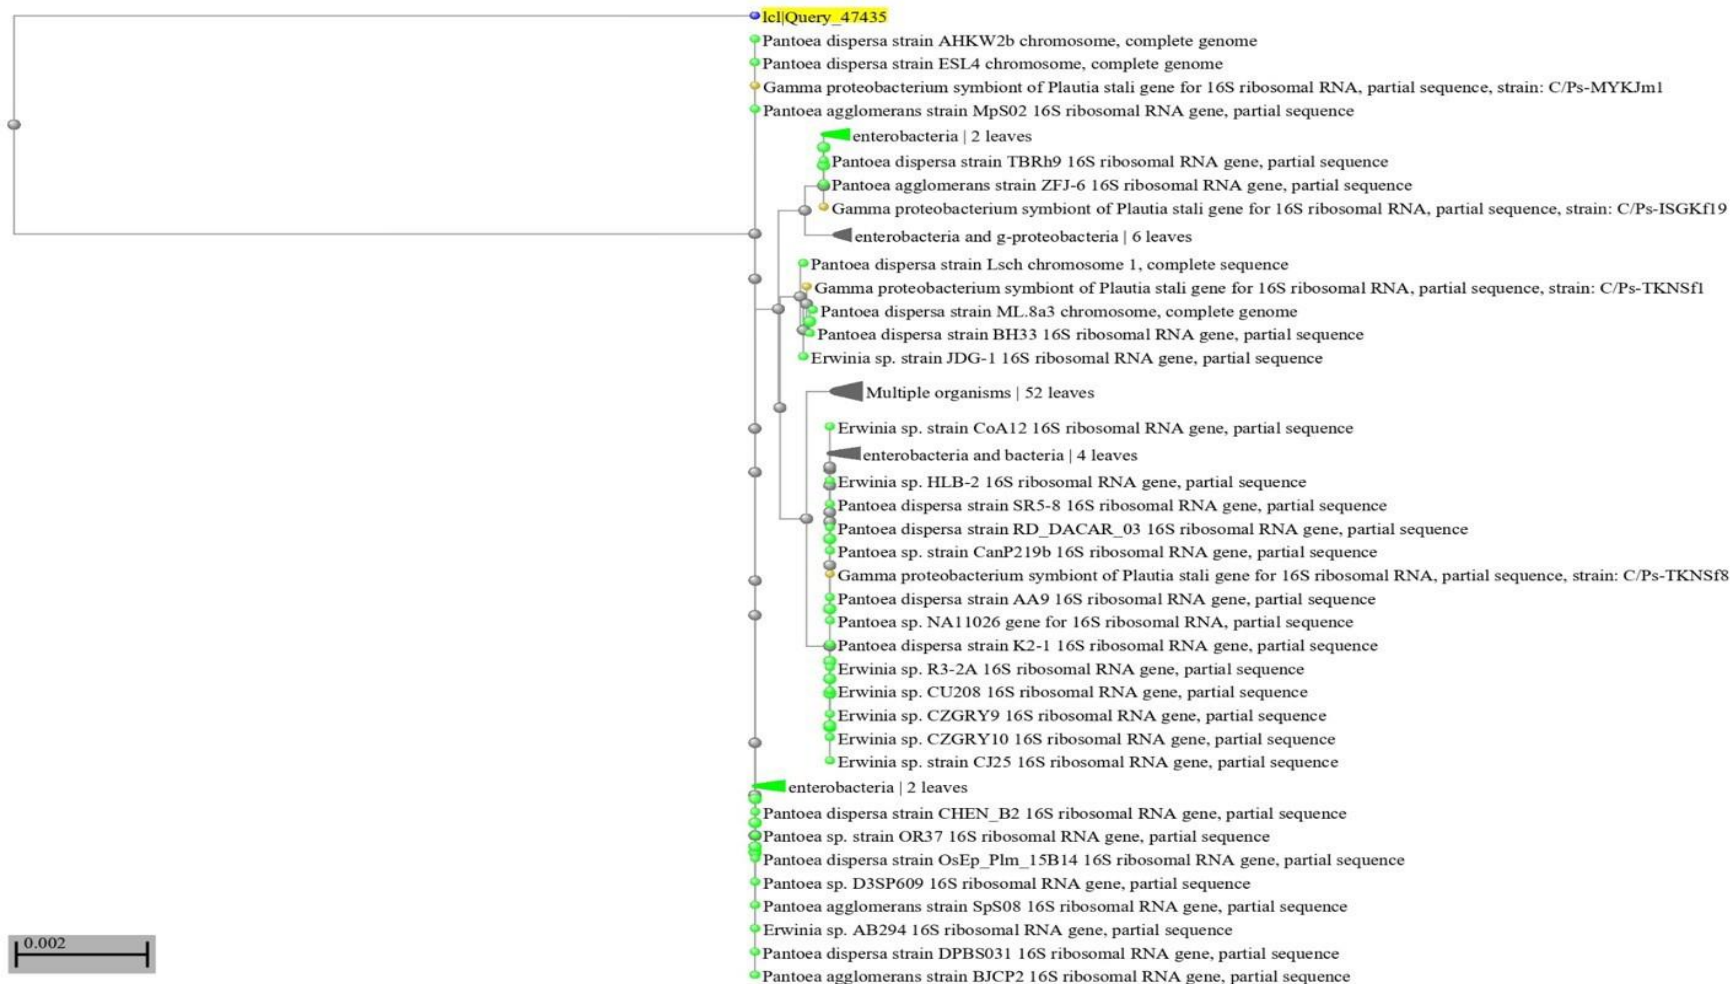 lcl|Query_47435
Pantoea dispersa strain AHKW2b chromosome, complete genome
Pantoea dispersa strain ESL4 chromosome, complete genome
Gamma proteobacterium symbiont of Plautia stali gene for 16S ribosomal RNA, partial sequence, strain: C/Ps-MYKJm1
Pantoea agglomerans strain MpS02 16S ribosomal RNA gene, partial sequence
enterobacteria | 2 leaves
Pantoea dispersa strain TBRh9 16S ribosomal RNA gene, partial sequence
Pantoea agglomerans strain ZFJ-6 16S ribosomal RNA gene, partial sequence
Gamma proteobacterium symbiont of Plautia stali gene for 16S ribosomal RNA, partial sequence, strain: C/Ps-ISGKf19
enterobacteria and g-proteobacteria | 6 leaves
Pantoea dispersa strain Lsch chromosome 1, complete sequence
Gamma proteobacterium symbiont of Plautia stali gene for 16S ribosomal RNA, partial sequence, strain: C/Ps-TKNSf1
Pantoea dispersa strain ML.8a3 chromosome, complete genome
Pantoea dispersa strain BH33 16S ribosomal RNA gene, partial sequence
Erwinia sp. strain JDG-1 16S ribosomal RNA gene, partial sequence
Multiple organisms | 52 leaves
Erwinia sp. strain CoA12 16S ribosomal RNA gene, partial sequence
enterobacteria and bacteria | 4 leaves
Erwinia sp. HLB-2 16S ribosomal RNA gene, partial sequence
Pantoea dispersa strain SR5-8 16S ribosomal RNA gene, partial sequence
Pantoea dispersa strain RD_DACAR_03 16S ribosomal RNA gene, partial sequence
Pantoea sp. strain CanP219b 16S ribosomal RNA gene, partial sequence
Gamma proteobacterium symbiont of Plautia stali gene for 16S ribosomal RNA, partial sequence, strain: C/Ps-TKNSf8
Pantoea dispersa strain AA9 16S ribosomal RNA gene, partial sequence
Pantoea sp. NA11026 gene for 16S ribosomal RNA, partial sequence
Pantoea dispersa strain K2-1 16S ribosomal RNA gene, partial sequence
Erwinia sp. R3-2A 16S ribosomal RNA gene, partial sequence
Erwinia sp. CU208 16S ribosomal RNA gene, partial sequence
Erwinia sp. CZGRY9 16S ribosomal RNA gene, partial sequence
Erwinia sp. CZGRY10 16S ribosomal RNA gene, partial sequence
Erwinia sp. strain CJ25 16S ribosomal RNA gene, partial sequence
enterobacteria | 2 leaves
Pantoea dispersa strain CHEN_B2 16S ribosomal RNA gene, partial sequence
Pantoea sp. strain OR37 16S ribosomal RNA gene, partial sequence
Pantoea dispersa strain OsEp_Plm_15B14 16S ribosomal RNA gene, partial sequence
Pantoea sp. D3SP609 16S ribosomal RNA gene, partial sequence
Pantoea agglomerans strain SpS08 16S ribosomal RNA gene, partial sequence
Erwinia sp. AB294 16S ribosomal RNA gene, partial sequence
Pantoea dispersa strain DPBS031 16S ribosomal RNA gene, partial sequence
Pantoea agglomerans strain BJCP2 16S ribosomal RNA gene, partial sequence
0.002